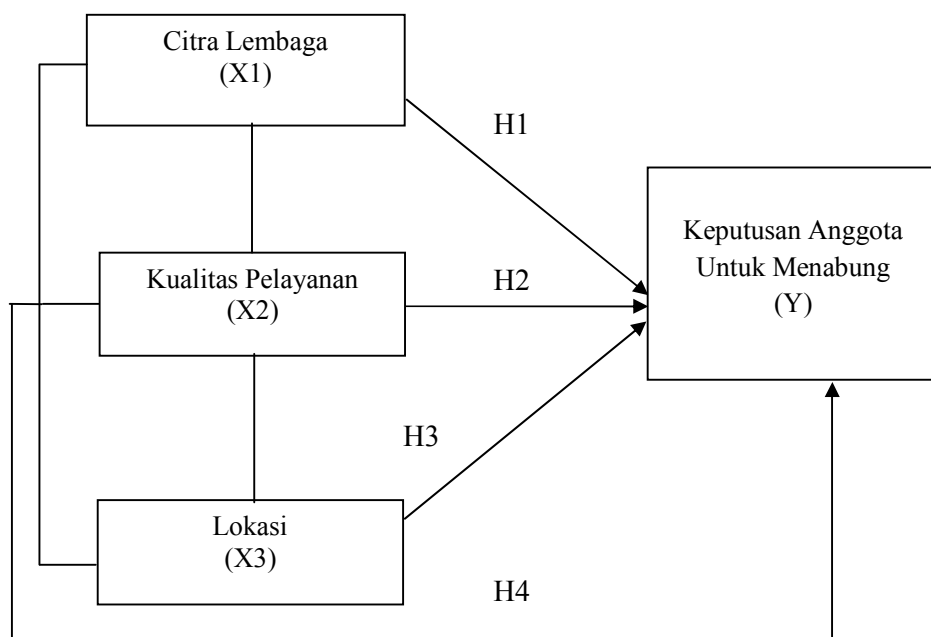 Citra Lembaga
(X1)
H1
Keputusan Anggota
Untuk Menabung
(Y)
Kualitas Pelayanan
(X2)
H2
H3
Lokasi
(X3)
H4